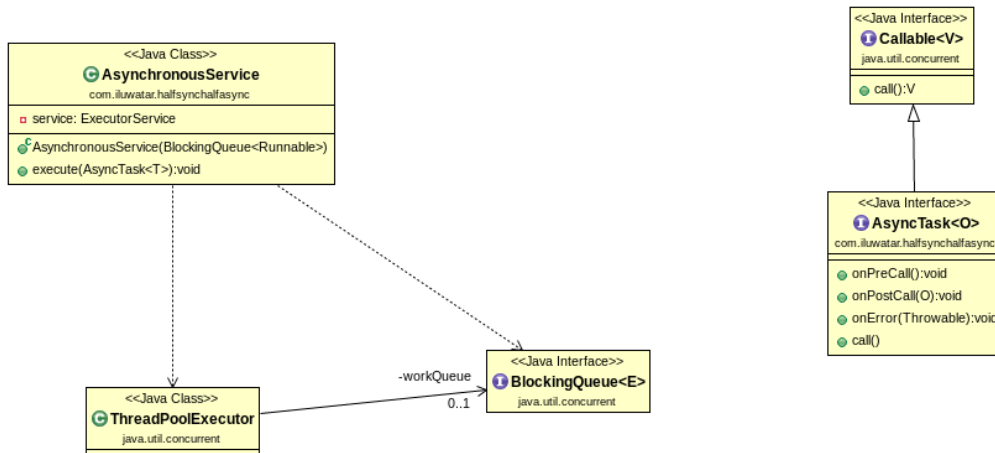 <<Java Class>>
AsynchronousService
com.iluwatar.halfsynchhalfasync
service: ExecutorService
AsynchronousService(BlockingQueue<Runnable>)
execute(AsyncTask<T>):void
<<Java Interface>>
Callable<V>
java.util.concurrent
call():V
<<Java Interface>>
AsyncTask<O>
com.iluwatar.halfsynchhalfasync
onPreCall():void
onPostCall(O):void
onError(Throwable):void
call()
-workQueue
0..1
<<Java Interface>>
BlockingQueue<E>
java.util.concurrent
<<Java Class>>
ThreadPoolExecutor
java.util.concurrent